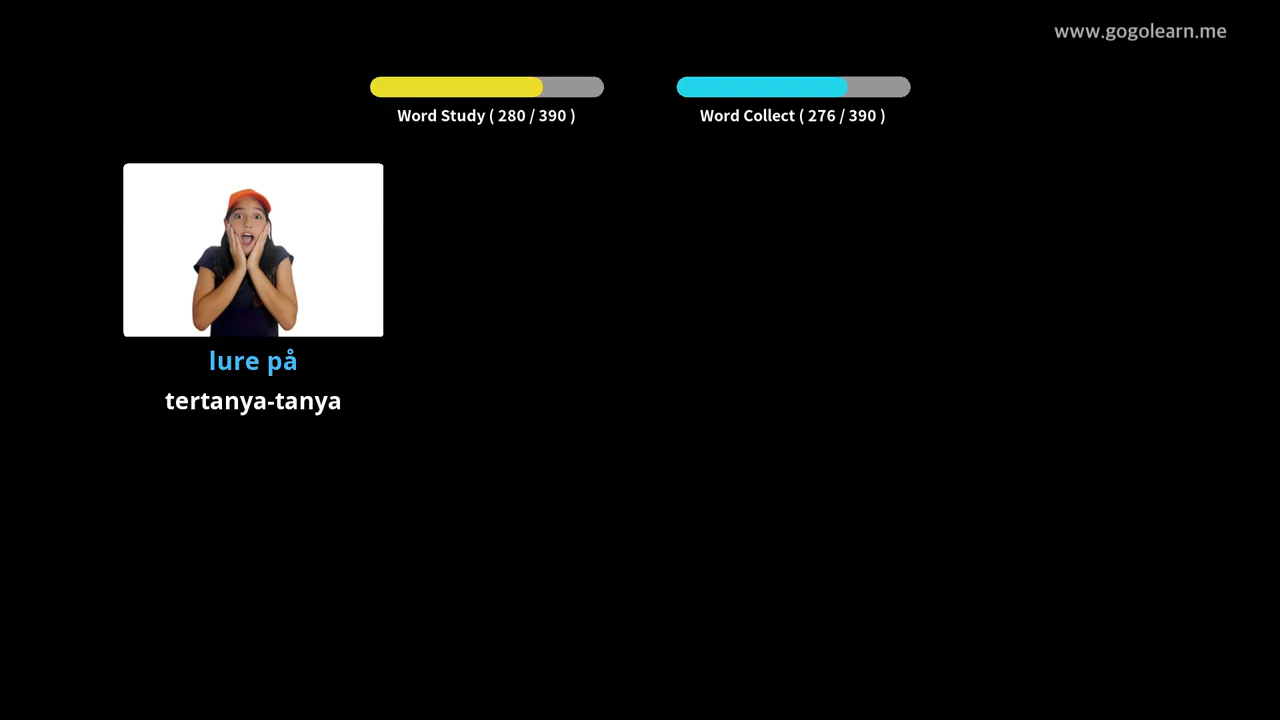 www.gogolearn.me
Word Study ( 280 / 390 )
Word Collect ( 276 / 390 )
lure på
tertanya-tanya